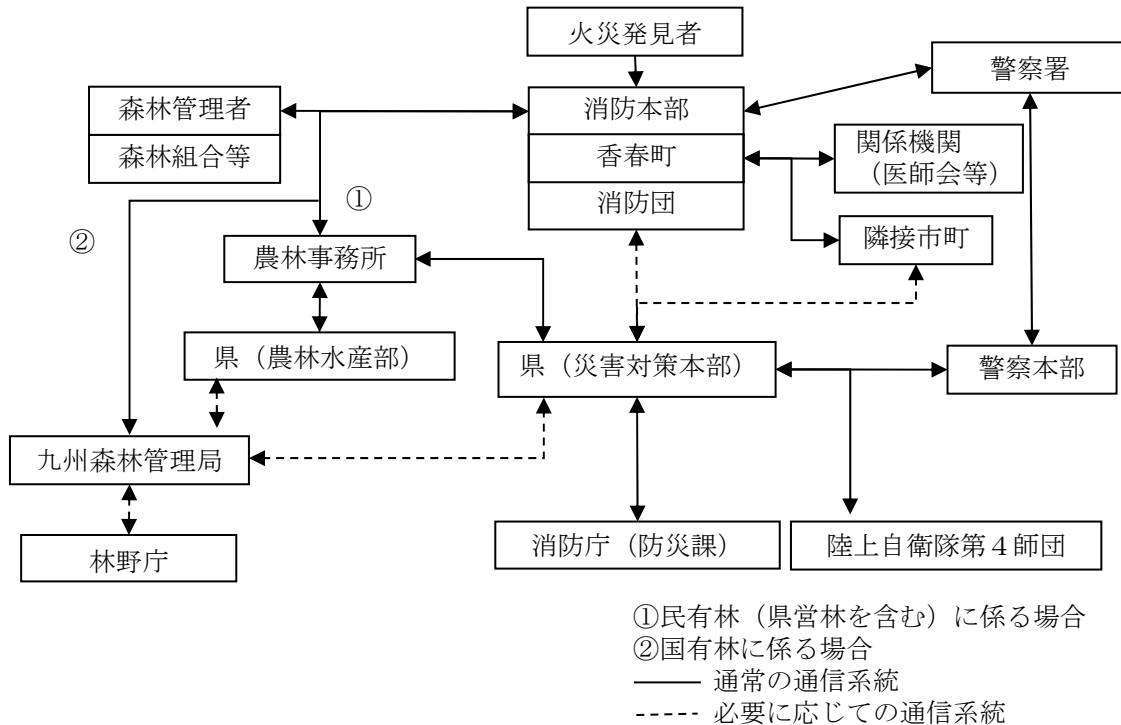 火災発見者
警察署
森林管理者
消防本部
森林組合等
香春町
関係機関
（医師会等）
消防団
①
②
隣接市町
農林事務所
県（農林水産部）
県（災害対策本部）
警察本部
九州森林管理局
消防庁（防災課）
陸上自衛隊第４師団
林野庁
①民有林（県営林を含む）に係る場合
②国有林に係る場合
通常の通信系統
必要に応じての通信系統